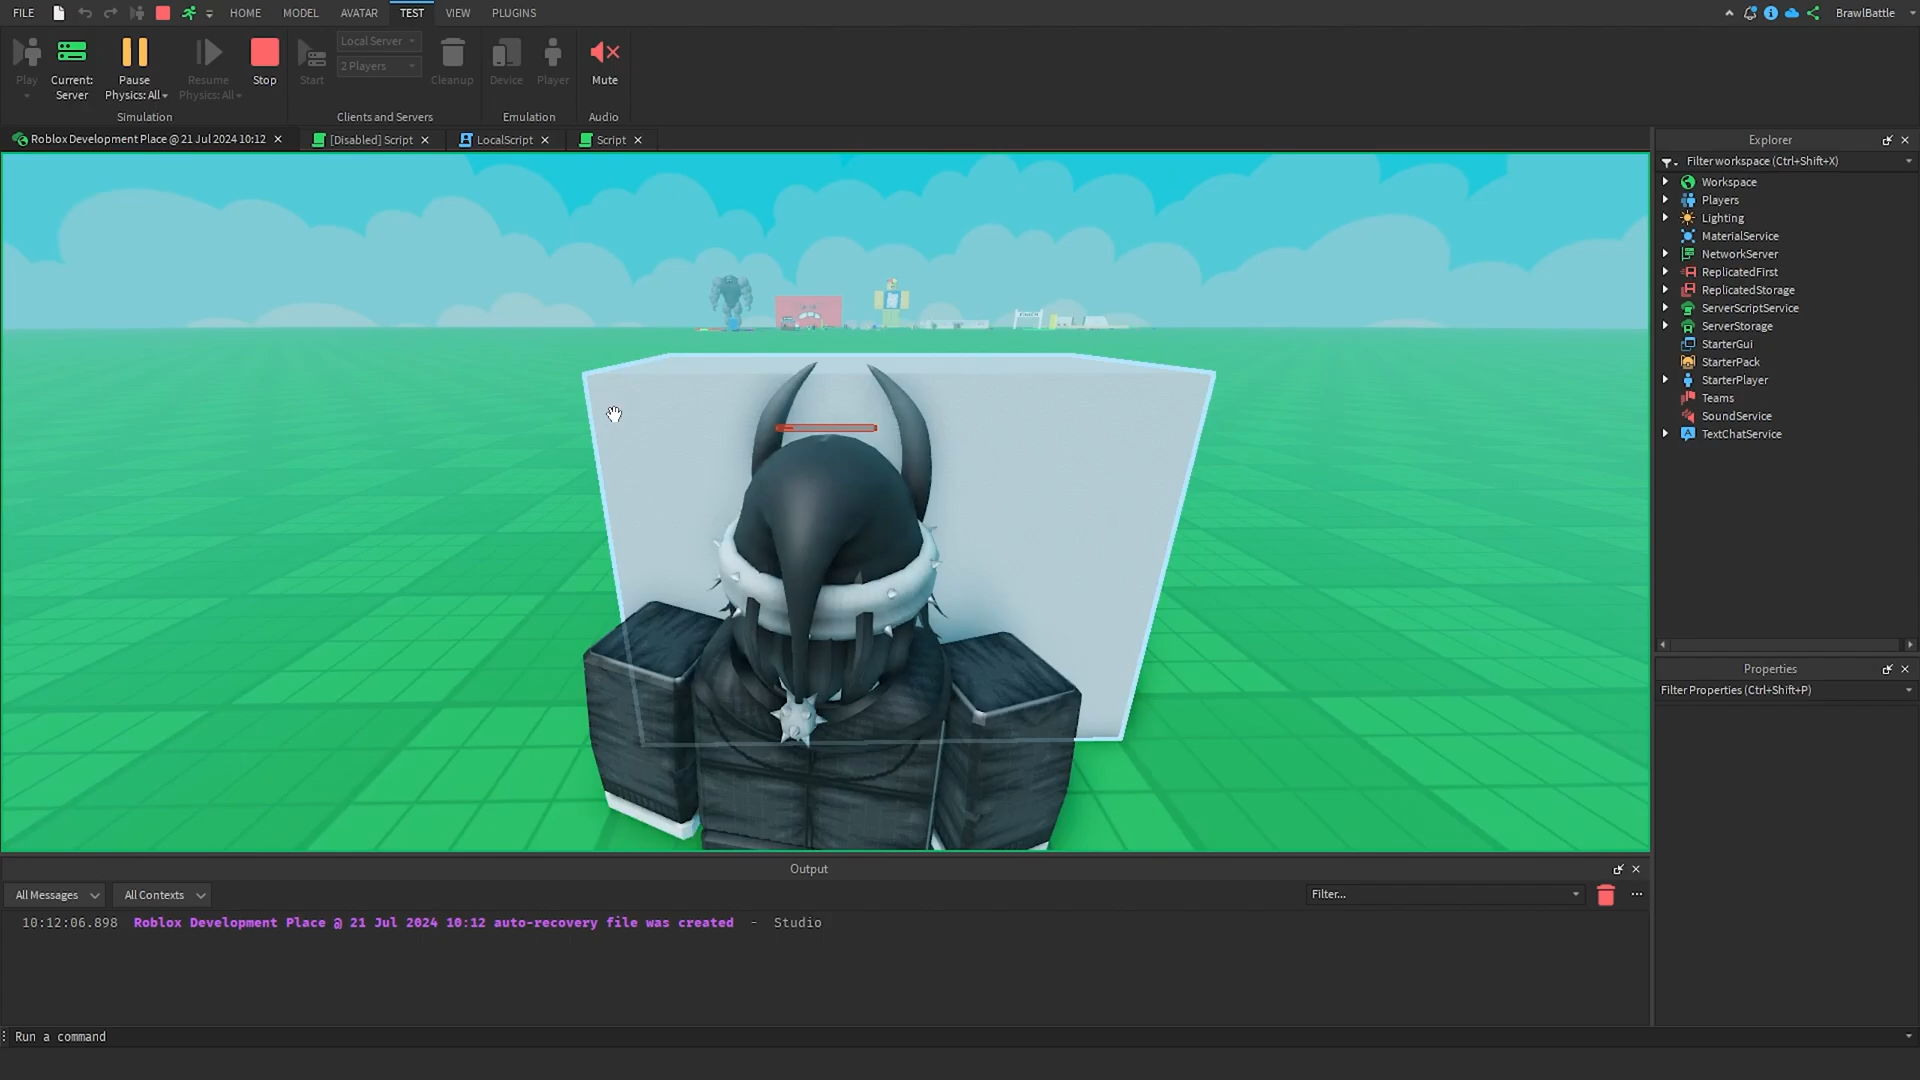 FILE
HOME
MODEL
AVATAR
TEST
VIEW
PLUGINS
BrawlBattle
Play
Current:
Server
Pause
Physics: All
Resume
Physics: All
Stop
Simulation
Start
Local Server
2 Players
Cleanup
Clients and Servers
Device
Player
Emulation
Mute
Audio
Roblox Development Place @ 21 Jul 2024 10:12
[Disabled] Script
LocalScript
Script
Explorer
Filter workspace (Ctrl+Shift+X)
Workspace
Players
Lighting
MaterialService
NetworkServer
ReplicatedFirst
ReplicatedStorage
ServerScriptService
ServerStorage
StarterGui
StarterPack
StarterPlayer
Teams
SoundService
TextChatService
Properties
Filter Properties (Ctrl+Shift+P)
Output
All Messages
All Contexts
Filter...
10:12:06.898 Roblox Development Place @ 21 Jul 2024 10:12 auto-recovery file was created - Studio
Run a command